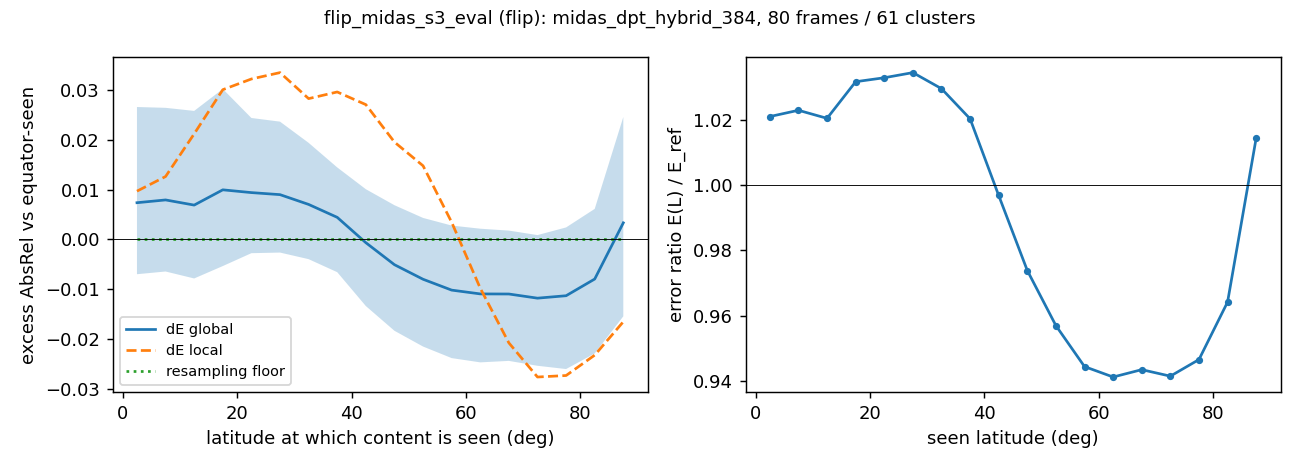 flip_midas_s3_eval (flip): midas_dpt_hybrid_384, 80 frames / 61 clusters
excess AbsRel vs equator-seen
0.03
0.02
0.01
0.00
−0.01
−0.02
−0.03
dE global
dE local
resampling floor
0 20 40 60 80
latitude at which content is seen (deg)
error ratio E(L) / E_ref
1.02
1.00
0.98
0.96
0.94
0 20 40 60 80
seen latitude (deg)